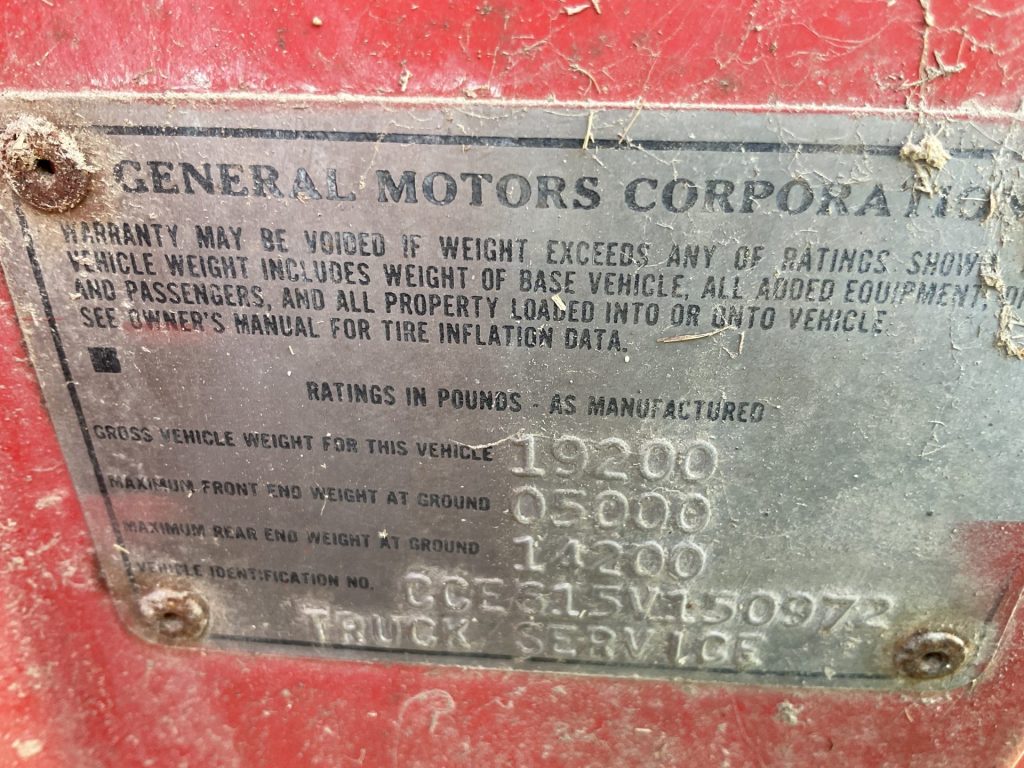 GENERAL MOTORS CORPORATION
WARRANTY MAY BE VOIDED IF WEIGHT EXCEEDS ANY OF RATINGS SHOWN
VEHICLE WEIGHT INCLUDES WEIGHT OF BASE VEHICLE, ALL ADDED EQUIPMENT,
AND PASSENGERS, AND ALL PROPERTY LOADED INTO OR ONTO VEHICLE
SEE OWNER'S MANUAL FOR TIRE INFLATION DATA.
RATINGS IN POUNDS - AS MANUFACTURED
GROSS VEHICLE WEIGHT FOR THIS VEHICLE 19200
MAXIMUM FRONT END WEIGHT AT GROUND 05000
MAXIMUM REAR END WEIGHT AT GROUND 14200
VEHICLE IDENTIFICATION NO. CCE615V150972
TRUCK SERVICE